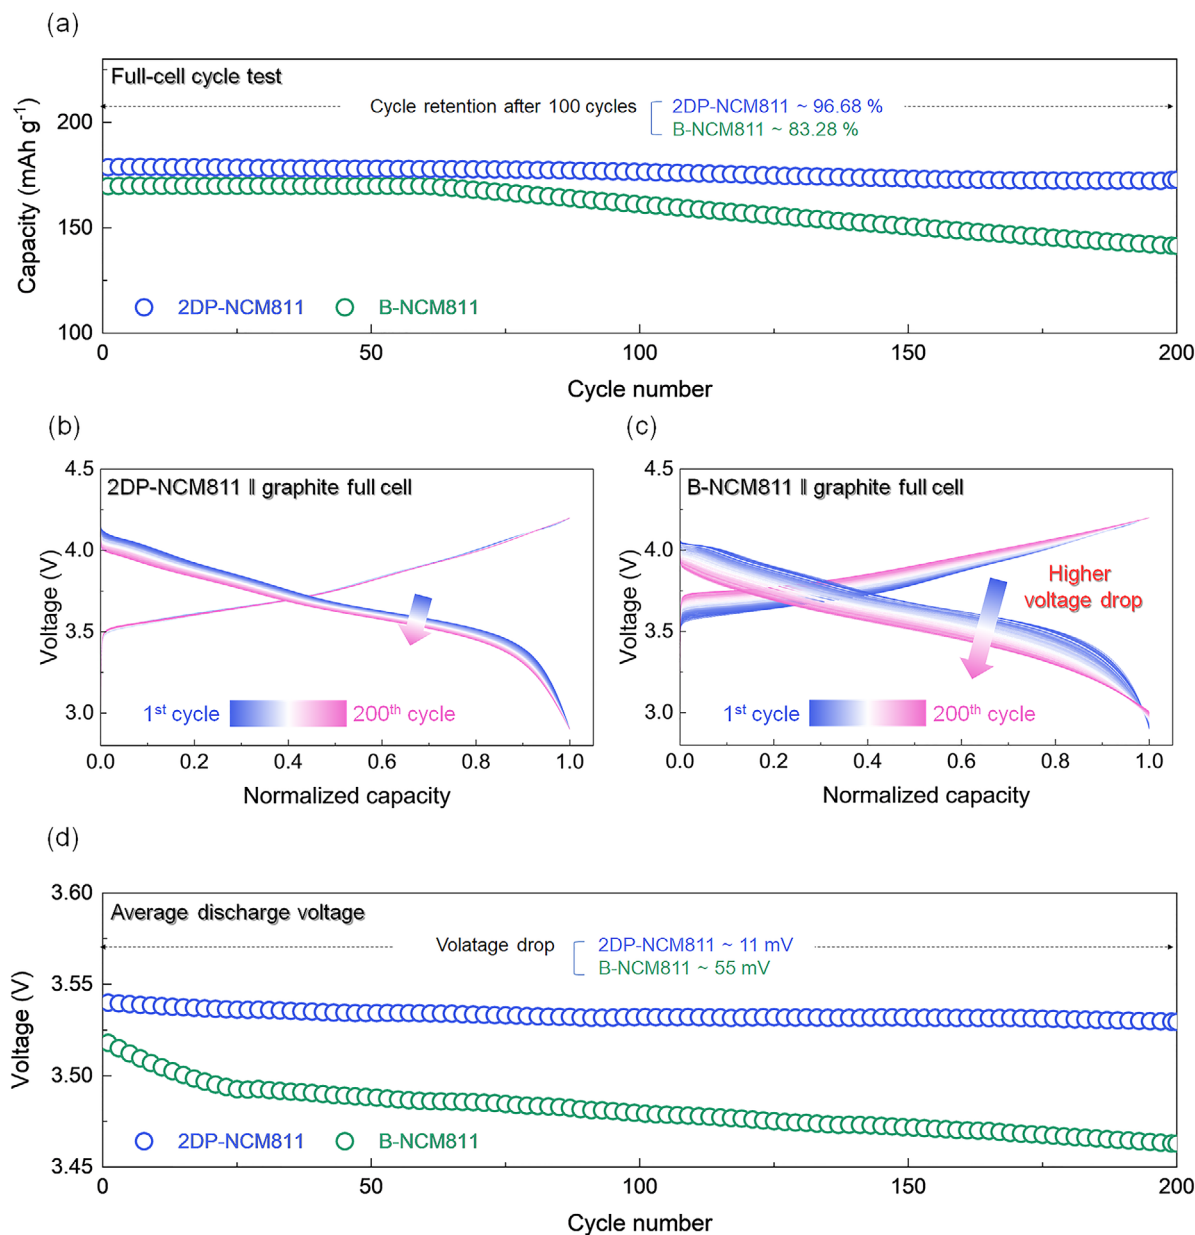 (a)
Full-cell cycle test
Cycle retention after 100 cycles
2DP-NCM811 ~ 96.68 %
B-NCM811 ~ 83.28 %
200
150
100
Capacity (mAh g-1)
2DP-NCM811
B-NCM811
0 50 100 150 200
Cycle number
(b)
2DP-NCM811 ǁ graphite full cell
4.5
4.0
3.5
3.0
Voltage (V)
1st cycle
200th cycle
0.0 0.2 0.4 0.6 0.8 1.0
Normalized capacity
(c)
B-NCM811 ǁ graphite full cell
4.5
4.0
3.5
3.0
Voltage (V)
Higher
voltage drop
1st cycle
200th cycle
0.0 0.2 0.4 0.6 0.8 1.0
Normalized capacity
(d)
Average discharge voltage
Volatage drop
2DP-NCM811 ~ 11 mV
B-NCM811 ~ 55 mV
3.60
3.55
3.50
3.45
Voltage (V)
2DP-NCM811
B-NCM811
0 50 100 150 200
Cycle number